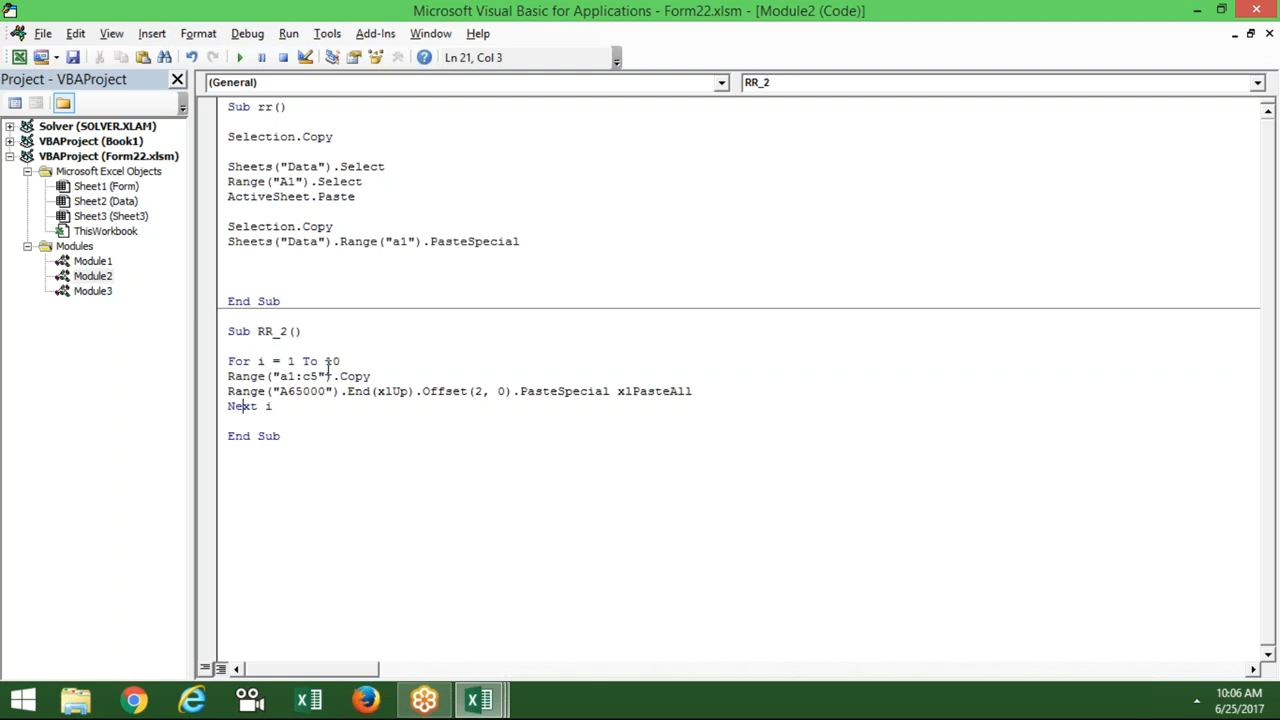 Microsoft Visual Basic for Applications - Form22.xlsm - [Module2 (Code)]
File Edit View Insert Format Debug Run Tools Add-Ins Window Help
Ln 21, Col 3
Project - VBAProject
(General) RR_2
Solver (SOLVER.XLAM)
VBAProject (Book1)
VBAProject (Form22.xlsm)
Microsoft Excel Objects
Sheet1 (Form)
Sheet2 (Data)
Sheet3 (Sheet3)
ThisWorkbook
Modules
Module1
Module2
Module3
Sub rr()
Selection.Copy
Sheets("Data").Select
Range("A1").Select
ActiveSheet.Paste
Selection.Copy
Sheets("Data").Range("a1").PasteSpecial
End Sub
Sub RR_2()
For i = 1 To 10
Range("a1:c5").Copy
Range("A65000").End(xlUp).Offset(2, 0).PasteSpecial xlPasteAll
Next i
End Sub
10:06 AM
6/25/2017